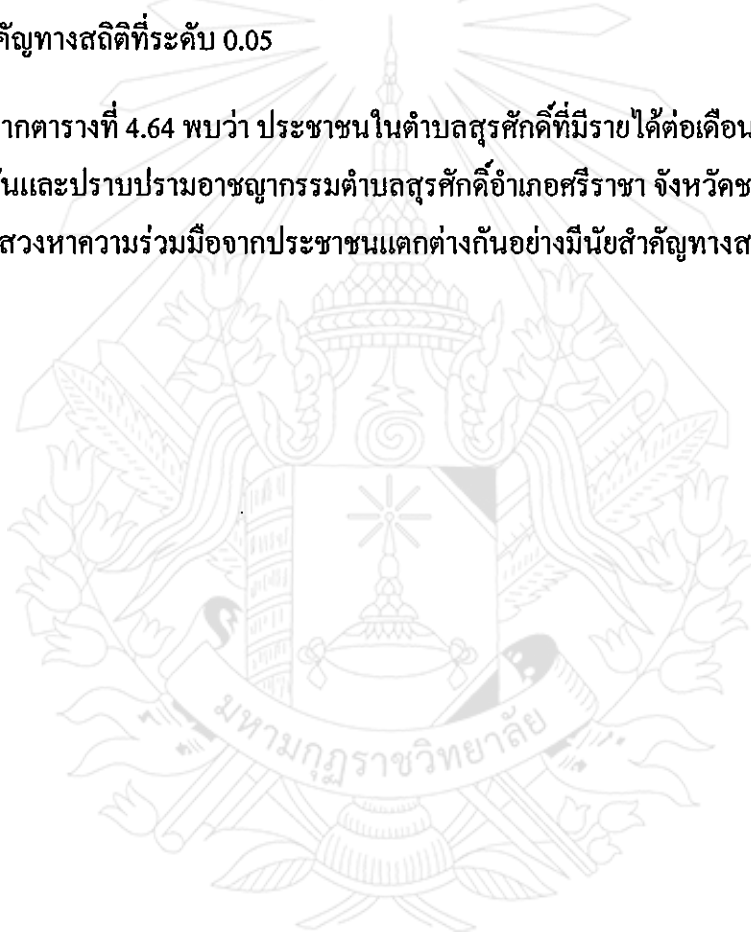 คัญทางสถิติที่ระดับ 0.05
ากตารางที่ 4.64 พบว่า ประชาชนในตำบลสุรศักดิ์ที่มีรายได้ต่อเดือน
ันและปราบปรามอาชญากรรมตำบลสุรศักดิ์อำเภอศรีราชา จังหวัดช
สวงหาความร่วมมือจากประชาชนแตกต่างกันอย่างมีนัยสำคัญทางส
มหามกุฏราชวิทยาลัย